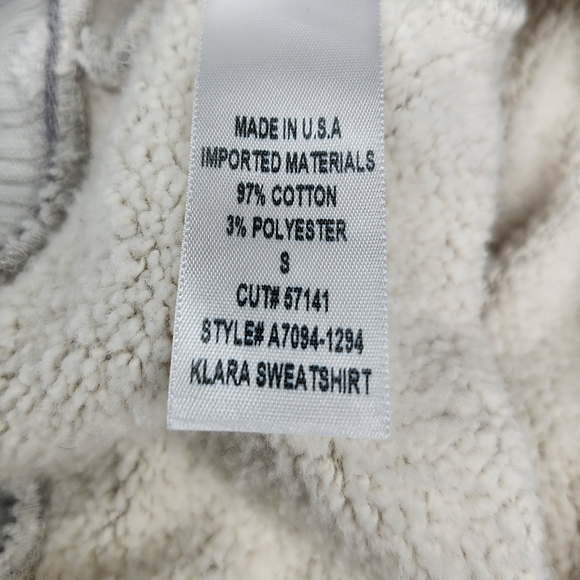 MADE IN U.S.A
IMPORTED MATERIALS
97% COTTON
3% POLYESTER
S
CUT# 57141
STYLE# A7094-1294
KLARA SWEATSHIRT